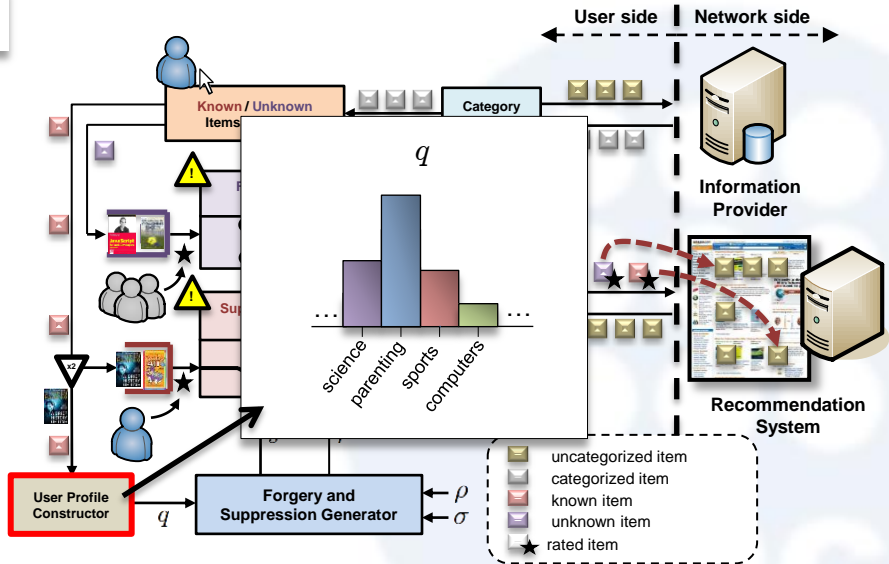 User side
Network side
Known / Unknown
Items
Category
!
q
Information
Provider
science
parenting
sports
computers
...
...
!
x2
Recommendation
System
User Profile
Constructor
q
Forgery and
Suppression Generator
ρ
σ
uncategorized item
categorized item
known item
unknown item
rated item